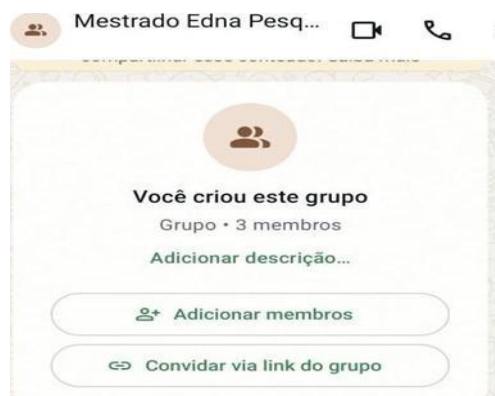 Mestrado Edna Pesq...
Você criou este grupo
Grupo • 3 membros
Adicionar descrição...
Adicionar membros
Convidar via link do grupo